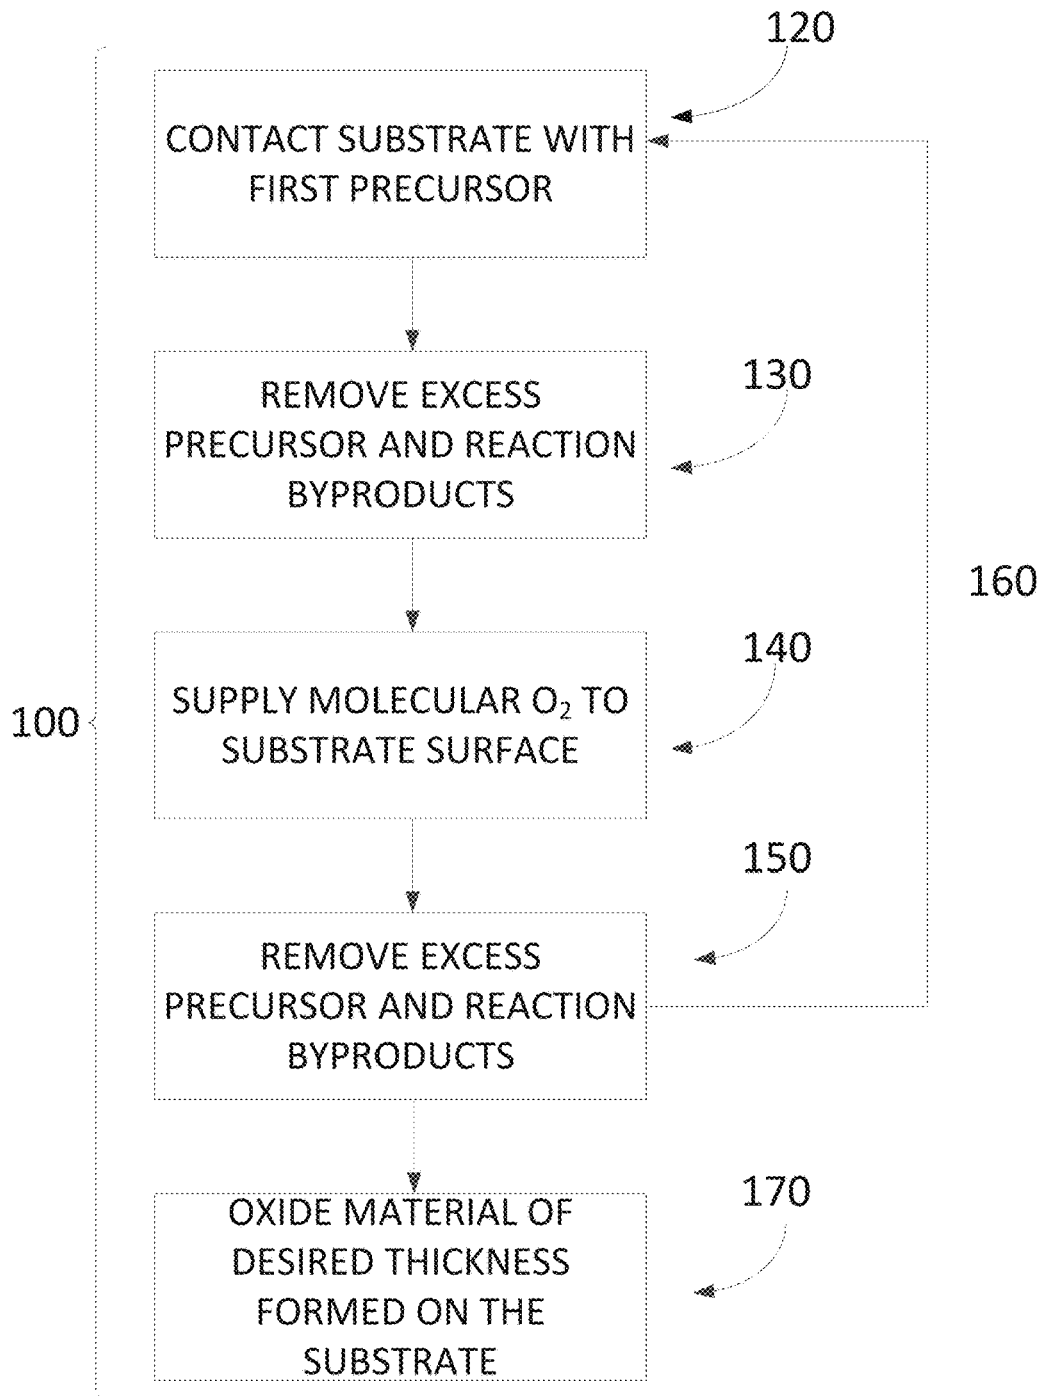 120
CONTACT SUBSTRATE WITH
FIRST PRECURSOR
130
REMOVE EXCESS
PRECURSOR AND REACTION
BYPRODUCTS
160
140
SUPPLY MOLECULAR O₂ TO
SUBSTRATE SURFACE
100
150
REMOVE EXCESS
PRECURSOR AND REACTION
BYPRODUCTS
170
OXIDE MATERIAL OF
DESIRED THICKNESS
FORMED ON THE
SUBSTRATE